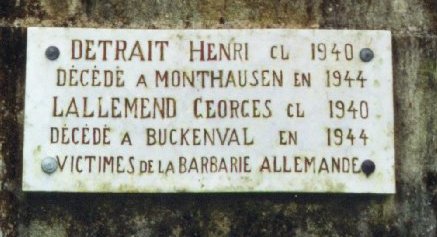 DETRAIT HENRI CL 1940
DÉCÉDÉ A MONTHAUSEN EN 1944
LALLEMEND GEORGES CL 1940
DÉCÉDÉ A BUCKENVAL EN 1944
VICTIMES DE LA BARBARIE ALLEMANDE